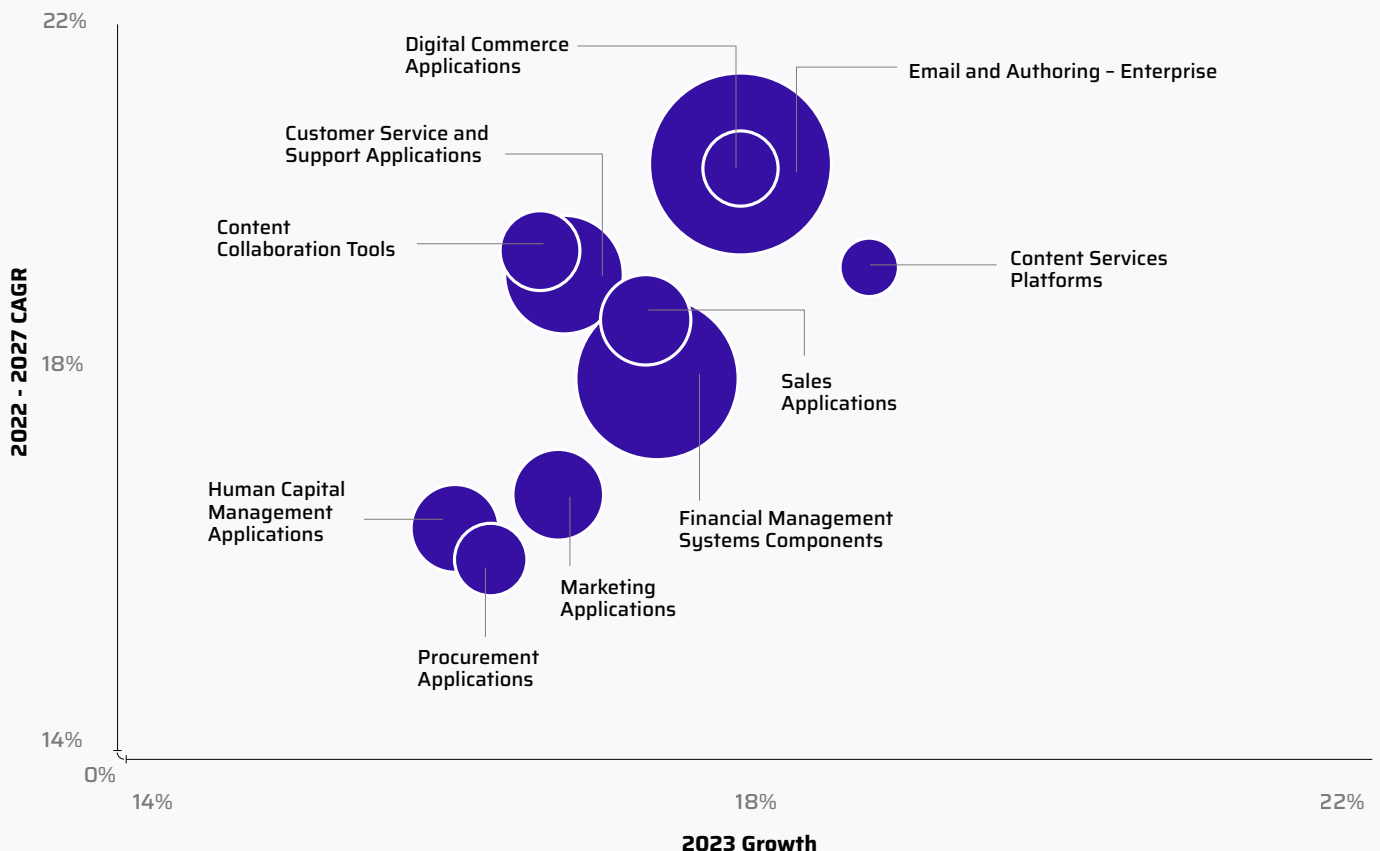 22%
Digital Commerce
Applications
Email and Authoring – Enterprise
Customer Service and
Support Applications
Content
Collaboration Tools
Content Services
Platforms
2022 - 2027 CAGR
18%
Sales
Applications
Human Capital
Management
Applications
Financial Management
Systems Components
Marketing
Applications
Procurement
Applications
14%
0%
14%
18%
22%
2023 Growth